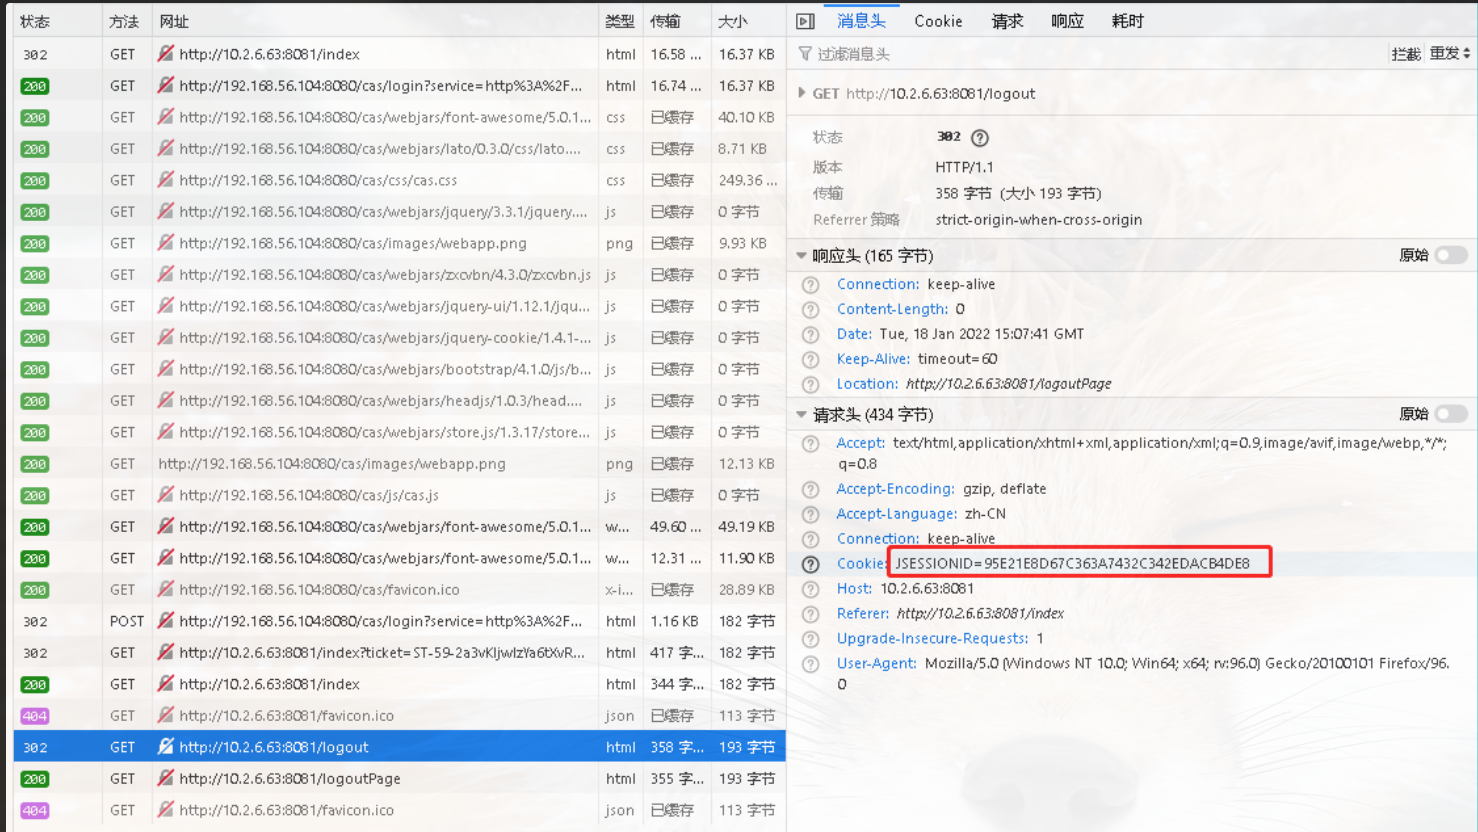 状态 方法 网址 类型 传输 大小
302 GET http://10.2.6.63:8081/index html 16.58 ... 16.37 KB
200 GET http://192.168.56.104:8080/cas/login?service=http%3A%2F... html 16.74 ... 16.37 KB
200 GET http://192.168.56.104:8080/cas/webjars/font-awesome/5.0.1... css 已缓存 40.10 KB
200 GET http://192.168.56.104:8080/cas/webjars/lato/0.3.0/css/lato.... css 已缓存 8.71 KB
200 GET http://192.168.56.104:8080/cas/css/cas.css css 已缓存 249.36 ...
200 GET http://192.168.56.104:8080/cas/webjars/jquery/3.3.1/jquery.... js 已缓存 0 字节
200 GET http://192.168.56.104:8080/cas/images/webapp.png png 已缓存 9.93 KB
200 GET http://192.168.56.104:8080/cas/webjars/zxcvbn/4.3.0/zxcvbn.js js 已缓存 0 字节
200 GET http://192.168.56.104:8080/cas/webjars/jquery-ui/1.12.1/jqu... js 已缓存 0 字节
200 GET http://192.168.56.104:8080/cas/webjars/jquery-cookie/1.4.1-... js 已缓存 0 字节
200 GET http://192.168.56.104:8080/cas/webjars/bootstrap/4.1.0/js/b... js 已缓存 0 字节
200 GET http://192.168.56.104:8080/cas/webjars/headjs/1.0.3/head.... js 已缓存 0 字节
200 GET http://192.168.56.104:8080/cas/webjars/store.js/1.3.17/store... js 已缓存 0 字节
200 GET http://192.168.56.104:8080/cas/images/webapp.png png 已缓存 12.13 KB
200 GET http://192.168.56.104:8080/cas/js/cas.js js 已缓存 0 字节
200 GET http://192.168.56.104:8080/cas/webjars/font-awesome/5.0.1... w... 49.60 ... 49.19 KB
200 GET http://192.168.56.104:8080/cas/webjars/font-awesome/5.0.1... w... 12.31 ... 11.90 KB
200 GET http://192.168.56.104:8080/cas/favicon.ico x-i... 已缓存 28.89 KB
302 POST http://192.168.56.104:8080/cas/login?service=http%3A%2F... html 1.16 KB 182 字节
302 GET http://10.2.6.63:8081/index?ticket=ST-59-2a3vKljwIzYa6tXvR... html 417 字... 182 字节
200 GET http://10.2.6.63:8081/index html 344 字... 182 字节
404 GET http://10.2.6.63:8081/favicon.ico json 已缓存 113 字节
302 GET http://10.2.6.63:8081/logout html 358 字... 193 字节
200 GET http://10.2.6.63:8081/logoutPage html 355 字... 193 字节
404 GET http://10.2.6.63:8081/favicon.ico json 已缓存 113 字节
消息头 Cookie 请求 响应 耗时
过滤消息头 拦截 重发
GET http://10.2.6.63:8081/logout
状态 302
版本 HTTP/1.1
传输 358 字节 (大小 193 字节)
Referrer 策略 strict-origin-when-cross-origin
响应头 (165 字节) 原始
Connection: keep-alive
Content-Length: 0
Date: Tue, 18 Jan 2022 15:07:41 GMT
Keep-Alive: timeout=60
Location: http://10.2.6.63:8081/logoutPage
请求头 (434 字节) 原始
Accept: text/html,application/xhtml+xml,application/xml;q=0.9,image/avif,image/webp,*/*;
q=0.8
Accept-Encoding: gzip, deflate
Accept-Language: zh-CN
Connection: keep-alive
Cookie: JSESSIONID=95E21E8D67C363A7432C342EDACB4DE8
Host: 10.2.6.63:8081
Referer: http://10.2.6.63:8081/index
Upgrade-Insecure-Requests: 1
User-Agent: Mozilla/5.0 (Windows NT 10.0; Win64; x64; rv:96.0) Gecko/20100101 Firefox/96.
0